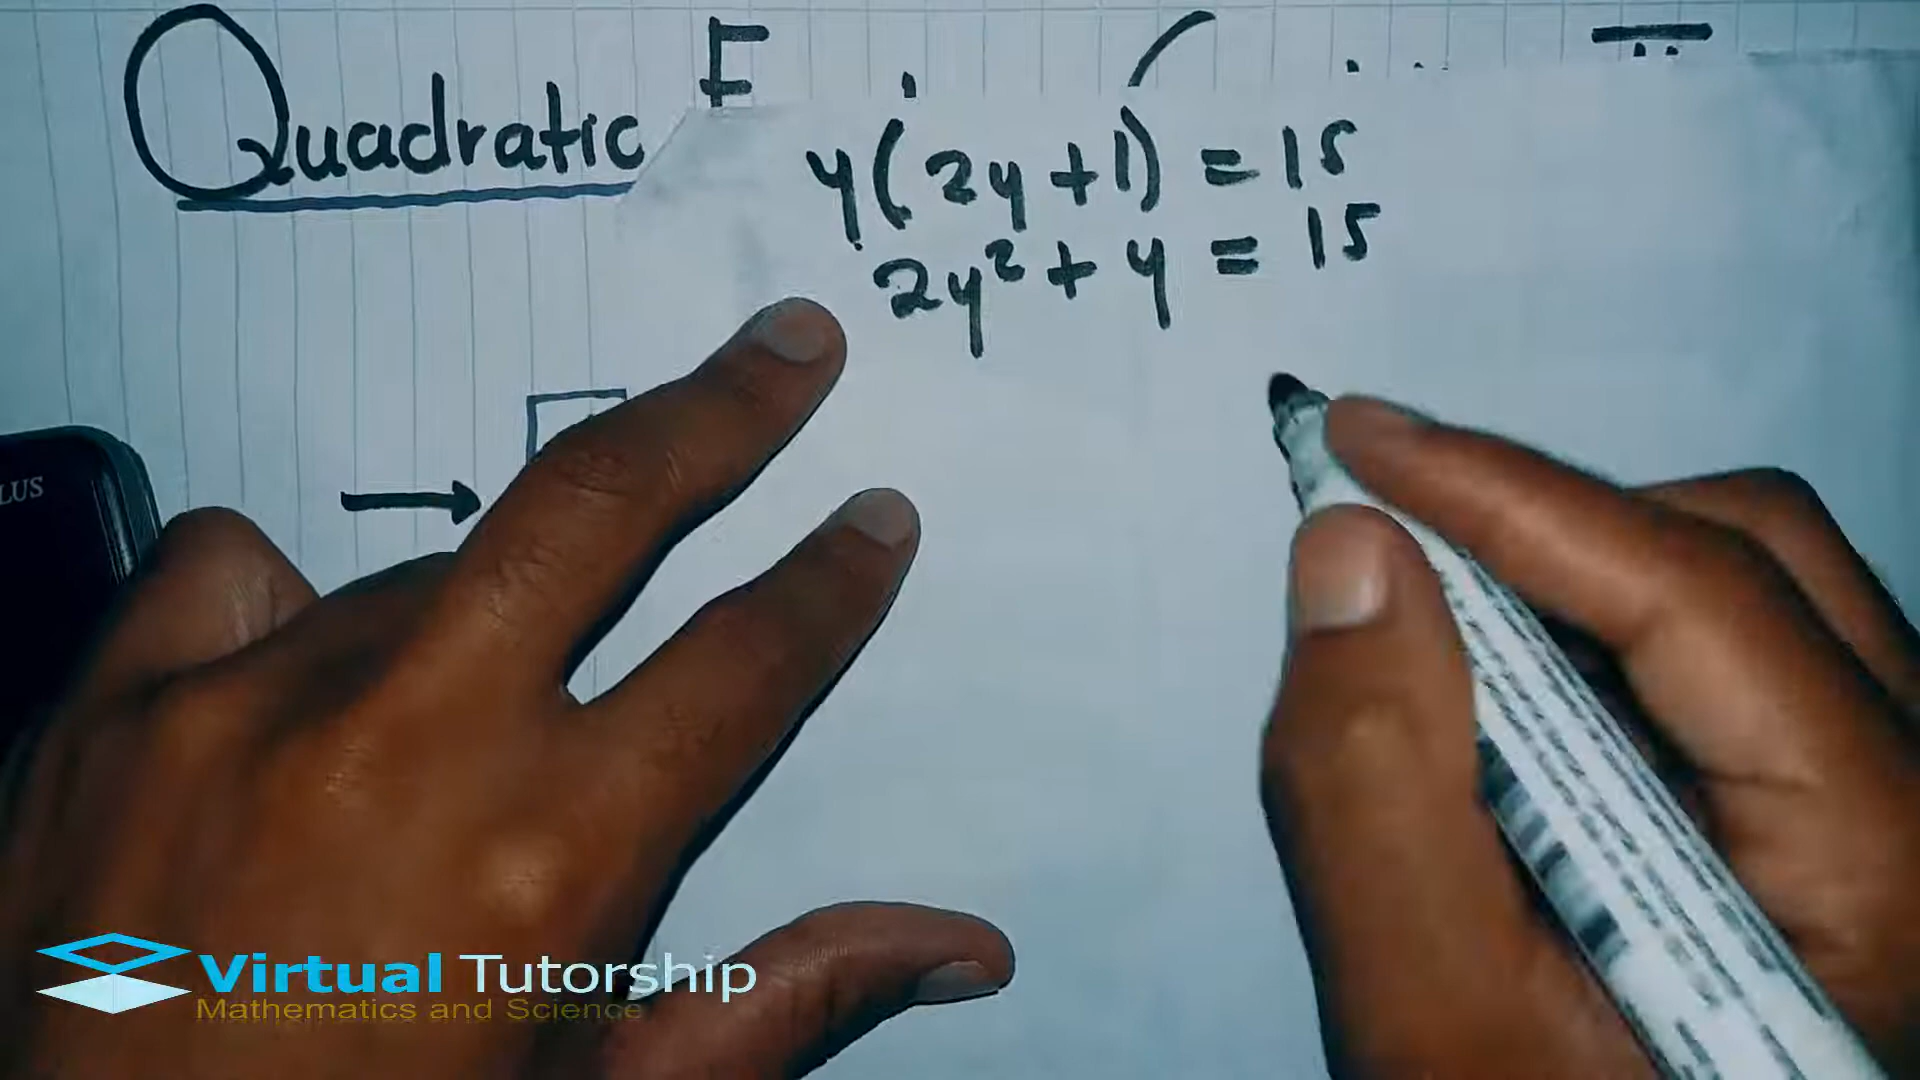 Quadratic
y(2y+1) = 15
2y² + y = 15
LUS
Virtual Tutorship
Mathematics and Science